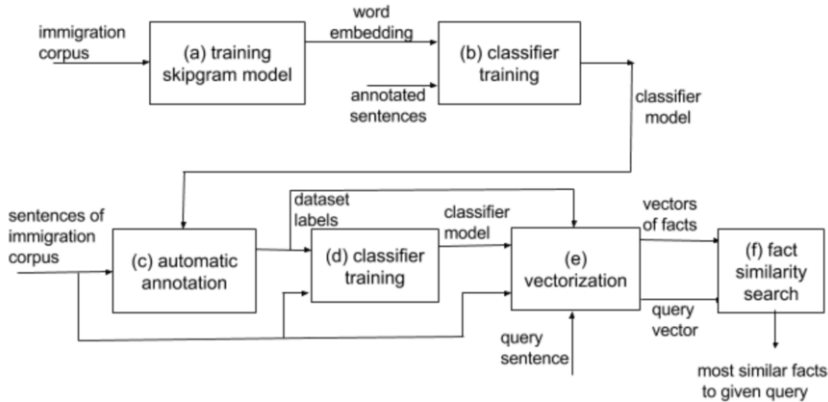 immigration
corpus
(a) training
skipgram model
word
embedding
annotated
sentences
(b) classifier
training
classifier
model
sentences of
immigration
corpus
(c) automatic
annotation
dataset
labels
(d) classifier
training
classifier
model
(e)
vectorization
query
sentence
vectors
of facts
query
vector
(f) fact
similarity
search
most similar facts
to given query